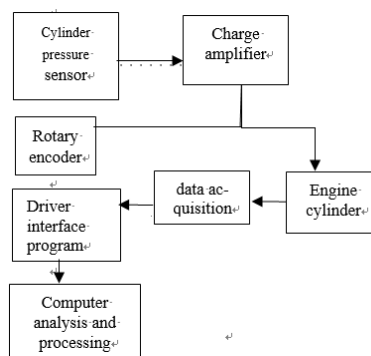 Cylinder
pressure
sensor
Charge
amplifier
Rotary
encoder
Engine
cylinder
data ac-
quisition
Driver
interface
program
Computer
analysis and
processing